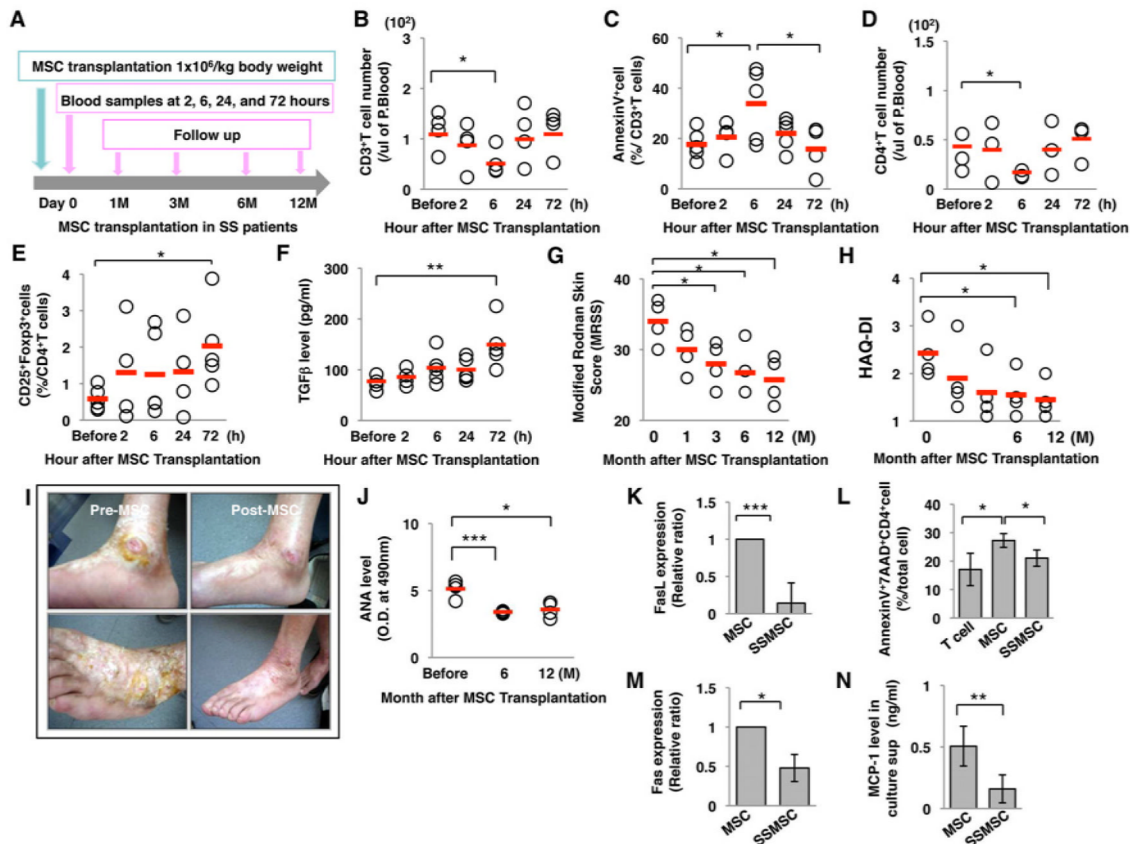 A
MSC transplantation 1x10⁶/kg body weight
Blood samples at 2, 6, 24, and 72 hours
Follow up
Day 0 1M 3M 6M 12M
MSC transplantation in SS patients
B
(10²)
CD3⁺T cell number
(/ul of P.Blood)
3
2
1
0
*
Before 2 6 24 72 (h)
Hour after MSC Transplantation
C
AnnexinV⁺cell
(%/ CD3⁺T cells)
60
40
20
0
* *
Before 2 6 24 72 (h)
Hour after MSC Transplantation
D
(10²)
CD4⁺T cell number
(/ul of P.Blood)
1.5
1
0.5
0
*
Before 2 6 24 72 (h)
Hour after MSC Transplantation
E
CD25⁺Foxp3⁺cells
(%/CD4⁺T cells)
4
3
2
1
0
*
Before 2 6 24 72 (h)
Hour after MSC Transplantation
F
TGFβ level (pg/ml)
300
200
100
0
**
Before 2 6 24 72 (h)
Hour after MSC Transplantation
G
Modified Rodnan Skin
Score (MRSS)
40
30
20
*
*
*
0 1 3 6 12 (M)
Month after MSC Transplantation
H
HAQ-DI
4
3
2
1
*
*
0 6 12 (M)
Month after MSC Transplantation
I
Pre-MSC Post-MSC
J
ANA level
(O.D. at 490nm)
10
5
0
*
***
Before 6 12 (M)
Month after MSC Transplantation
K
FasL expression
(Relative ratio)
1.5
1
0.5
0
***
MSC SSMSC
L
AnnexinV⁺7AAD⁺CD4⁺cell
(%/total cell)
40
30
20
10
0
* *
T cell MSC SSMSC
M
Fas expression
(Relative ratio)
1.5
1
0.5
0
*
MSC SSMSC
N
MCP-1 level in
culture sup (ng/ml)
1
0.5
0
**
MSC SSMSC